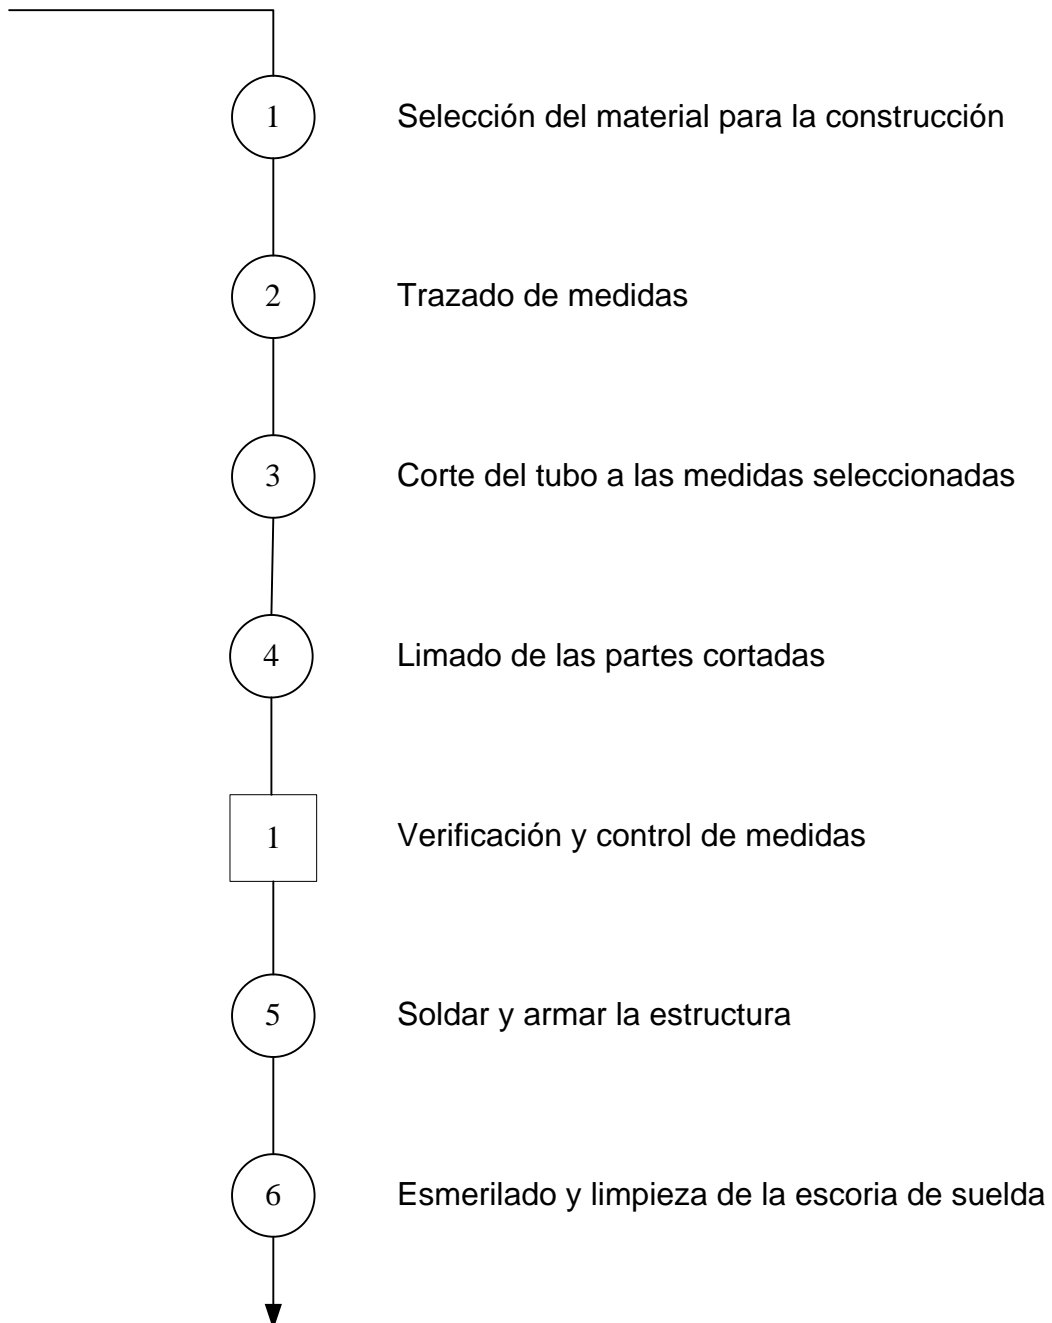 1 Selección del material para la construcción
2 Trazado de medidas
3 Corte del tubo a las medidas seleccionadas
4 Limado de las partes cortadas
1 Verificación y control de medidas
5 Soldar y armar la estructura
6 Esmerilado y limpieza de la escoria de suelda